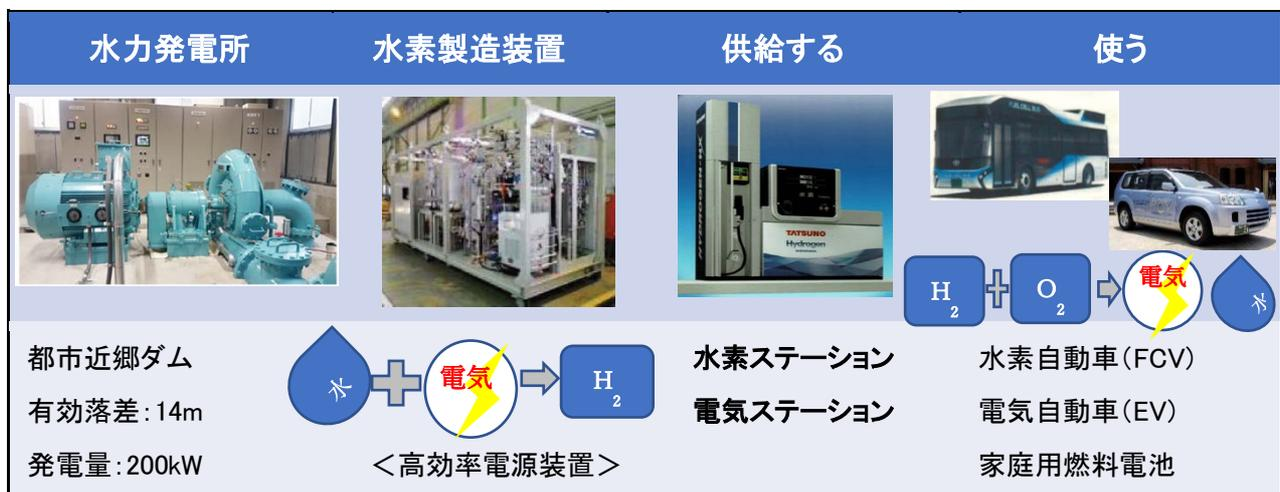 水力発電所
水素製造装置
供給する
使う
FUEL CELL BUS
TATSUNO
Hydrogen
H2
+
O2
電気
水
都市近郷ダム
有効落差：14m
発電量：200kW
水
+
電気
H2
＜高効率電源装置＞
水素ステーション
電気ステーション
水素自動車（FCV）
電気自動車（EV）
家庭用燃料電池